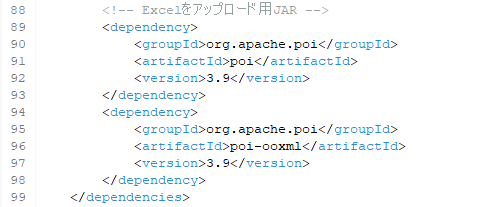 88 <!-- Excelをアップロード用JAR -->
89 <dependency>
90 <groupId>org.apache.poi</groupId>
91 <artifactId>poi</artifactId>
92 <version>3.9</version>
93 </dependency>
94 <dependency>
95 <groupId>org.apache.poi</groupId>
96 <artifactId>poi-ooxml</artifactId>
97 <version>3.9</version>
98 </dependency>
99 </dependencies>